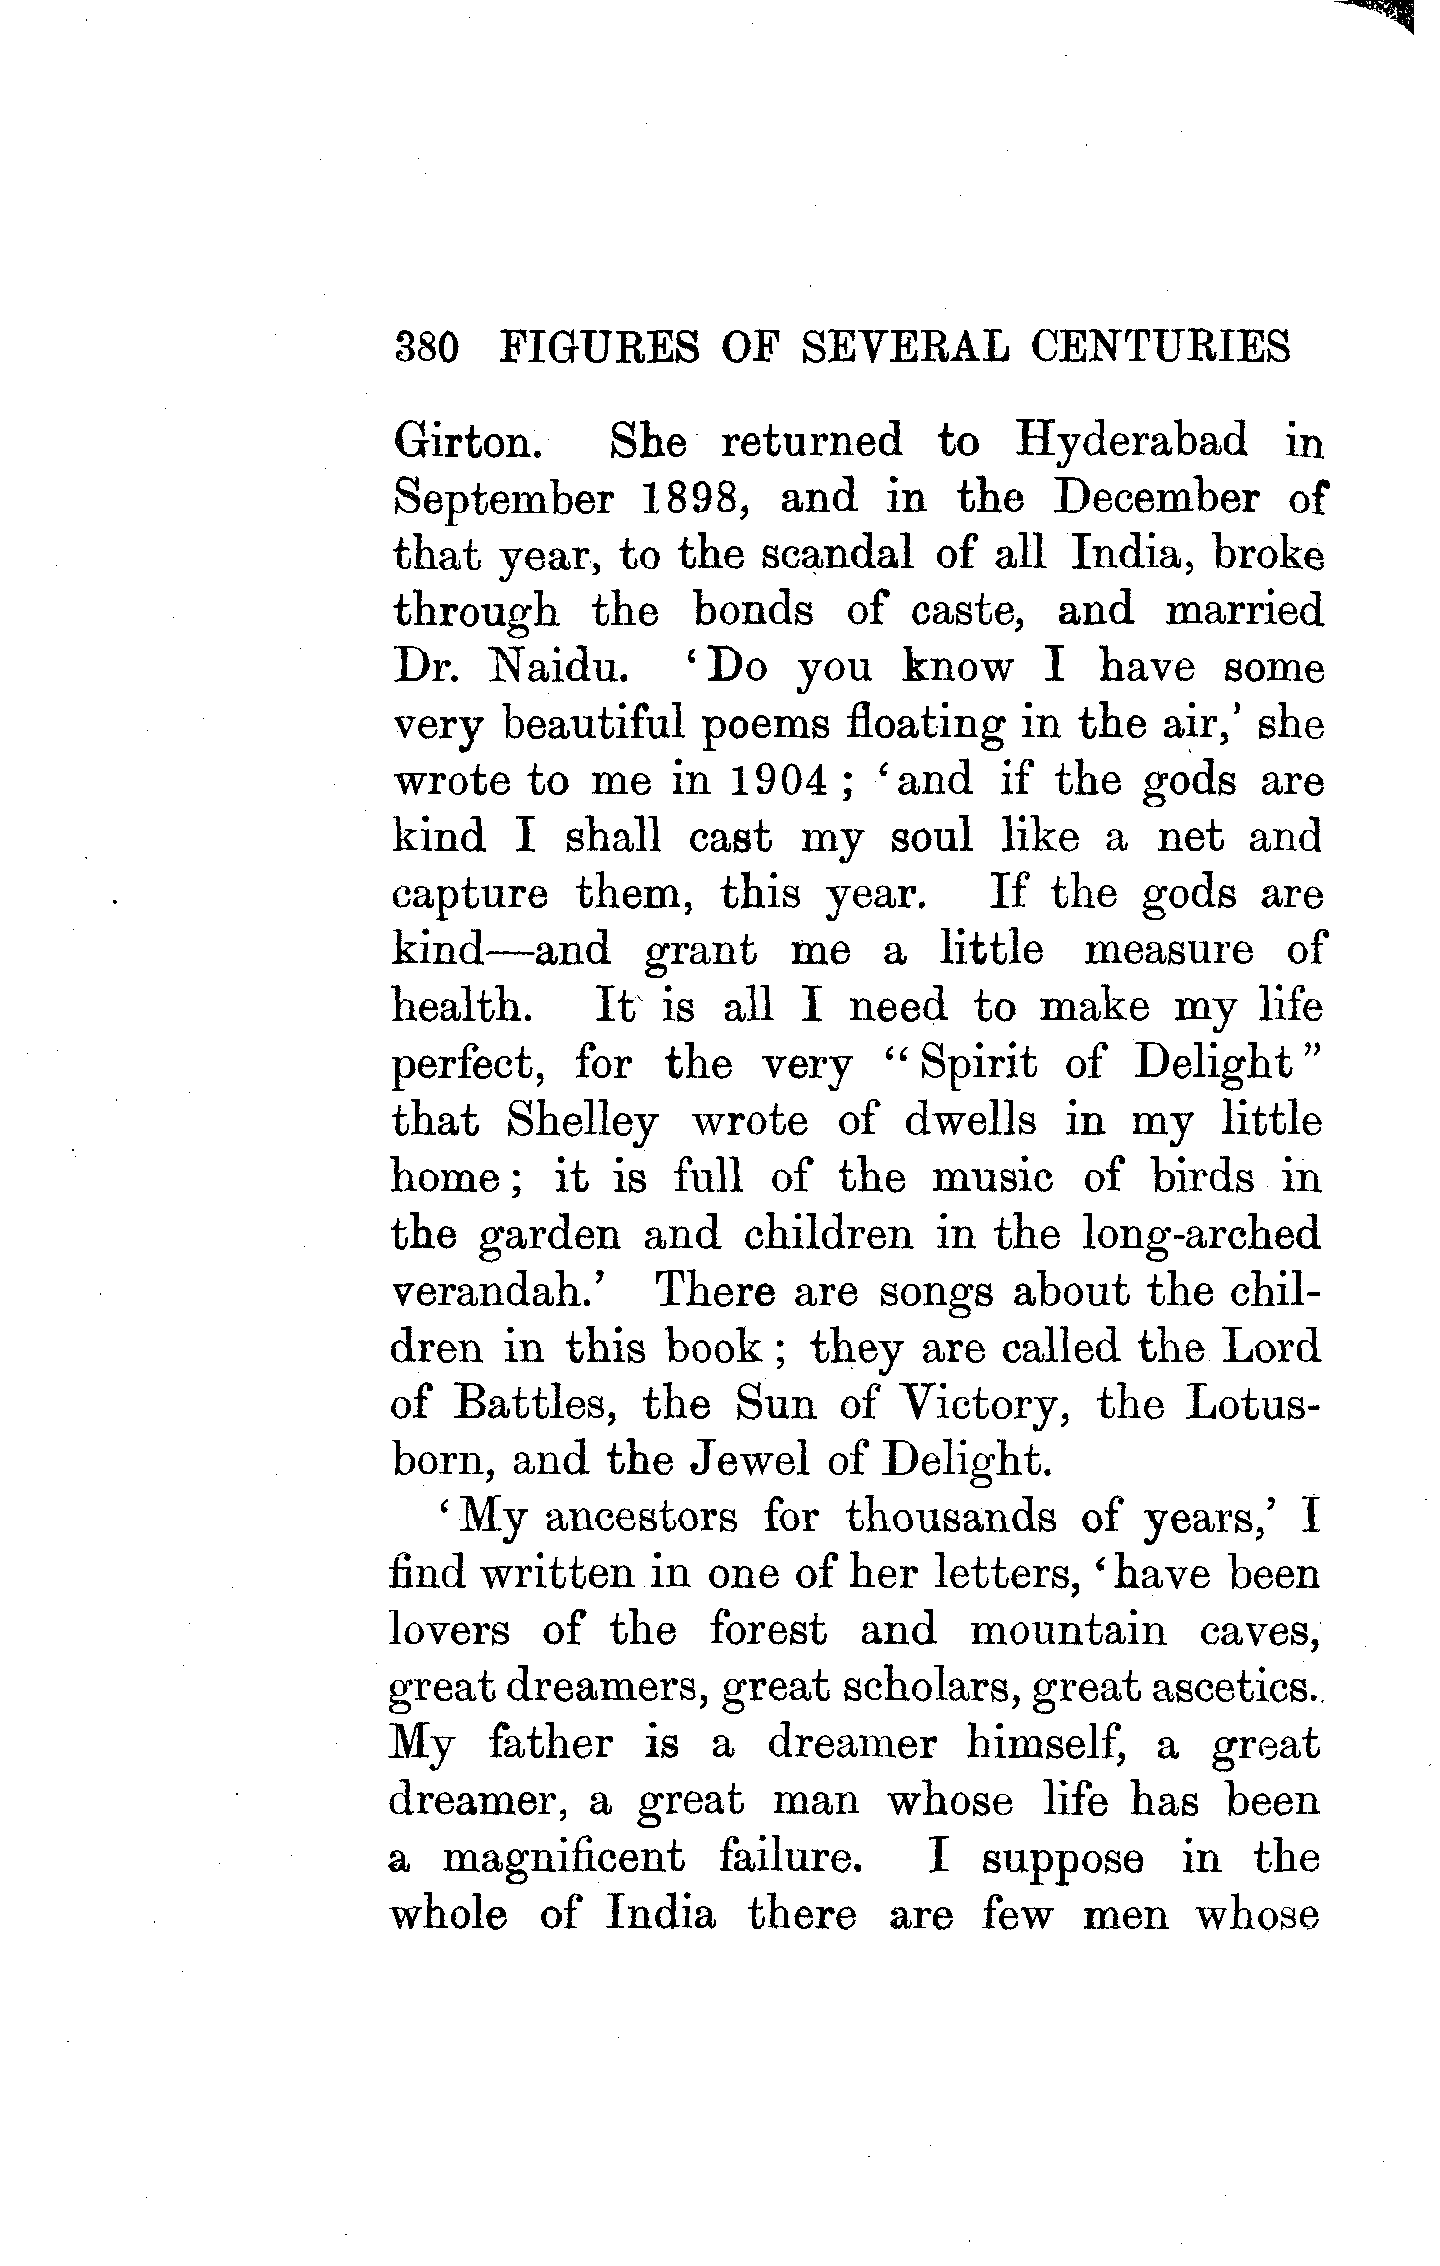 380 FIGURES OF SEVERAL CENTURIES
Girton. She returned to Hyderabad in
September 1898, and in the December of
that year, to the scandal of all India, broke
through the bonds of caste, and married
Dr. Naidu. ‘Do you know I have some
very beautiful poems floating in the air,’ she
wrote to me in 1904; ‘and if the gods are
kind I shall cast my soul like a net and
capture them, this year. If the gods are
kind—and grant me a little measure of
health. It is all I need to make my life
perfect, for the very “Spirit of Delight”
that Shelley wrote of dwells in my little
home; it is full of the music of birds in
the garden and children in the long-arched
verandah.’ There are songs about the chil-
dren in this book; they are called the Lord
of Battles, the Sun of Victory, the Lotus-
born, and the Jewel of Delight.
‘My ancestors for thousands of years,’ I
find written in one of her letters, ‘have been
lovers of the forest and mountain caves,
great dreamers, great scholars, great ascetics.
My father is a dreamer himself, a great
dreamer, a great man whose life has been
a magnificent failure. I suppose in the
whole of India there are few men whose